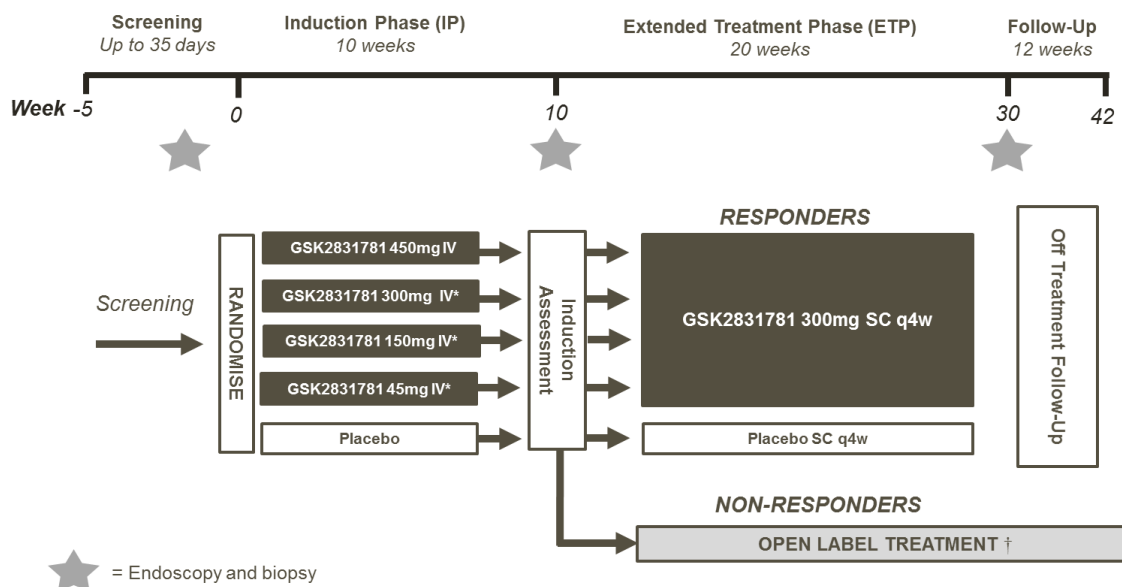 Screening
Up to 35 days
Induction Phase (IP)
10 weeks
Extended Treatment Phase (ETP)
20 weeks
Follow-Up
12 weeks
Week -5
0
10
30
42
Screening
RANDOMISE
GSK2831781 450mg IV
GSK2831781 300mg IV*
GSK2831781 150mg IV*
GSK2831781 45mg IV*
Placebo
Induction
Assessment
RESPONDERS
GSK2831781 300mg SC q4w
Placebo SC q4w
Off Treatment Follow-Up
NON-RESPONDERS
OPEN LABEL TREATMENT †
= Endoscopy and biopsy